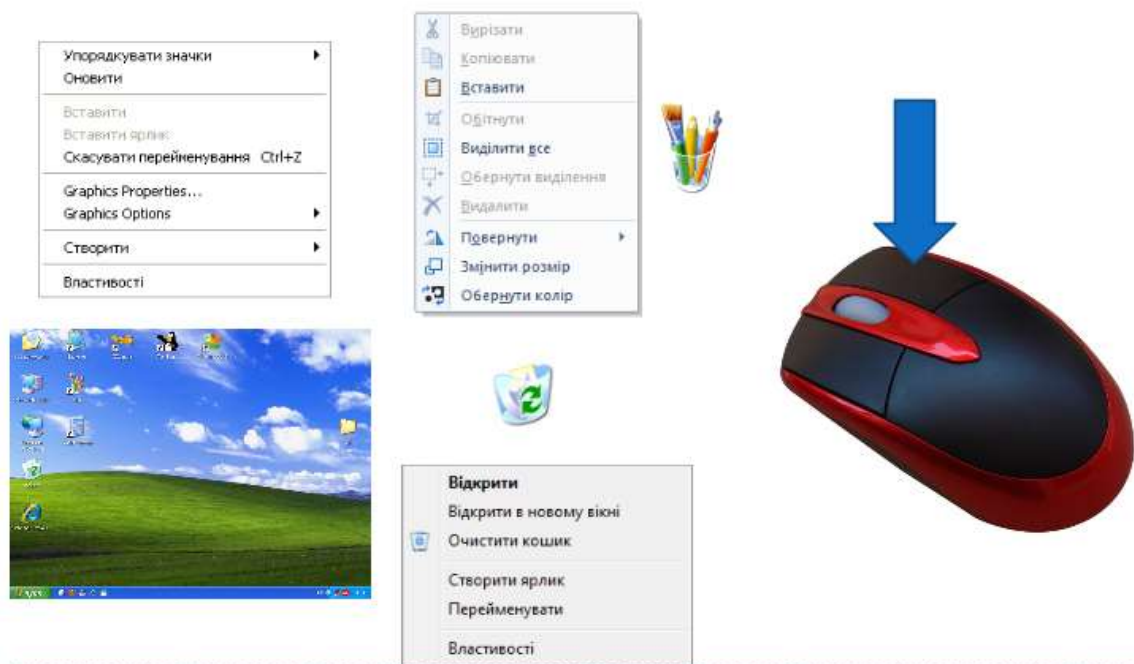 Упорядкувати значки
Оновити
Вставити
Вставити ярлик
Скасувати перейменування Ctrl+Z
Graphics Properties...
Graphics Options
Створити
Властивості
Вирізати
Копіювати
Вставити
Обітнути
Виділити все
Обернути виділення
Видалити
Повернути
Змінити розмір
Обернути колір
Відкрити
Відкрити в новому вікні
Очистити кошик
Створити ярлик
Перейменувати
Властивості